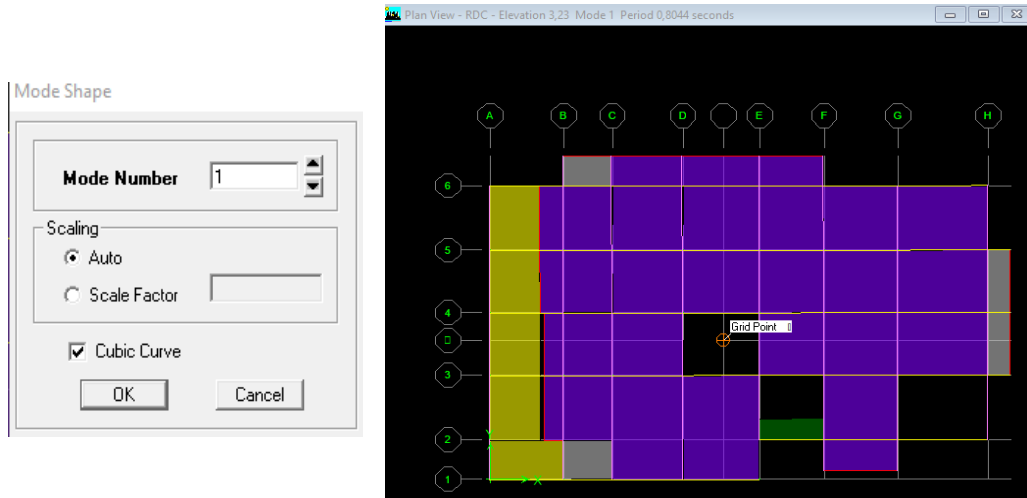 Mode Shape
Mode Number
1
Scaling
Auto
Scale Factor
Cubic Curve
OK
Cancel
Plan View - RDC - Elevation 3,23 Mode 1 Period 0,8044 seconds
A
B
C
D
E
F
G
H
6
5
4
3
2
1
Grid Point
Y
X